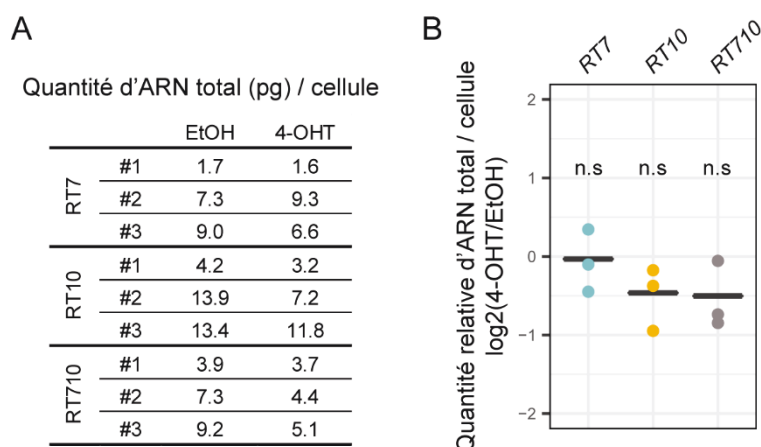 A
Quantité d'ARN total (pg) / cellule
EtOH 4-OHT
RT7
#1 1.7 1.6
#2 7.3 9.3
#3 9.0 6.6
RT10
#1 4.2 3.2
#2 13.9 7.2
#3 13.4 11.8
RT710
#1 3.9 3.7
#2 7.3 4.4
#3 9.2 5.1
B
RT7 RT10 RT710
Quantité relative d'ARN total / cellule
log2(4-OHT/EtOH)
2
1
0
−1
−2
n.s n.s n.s